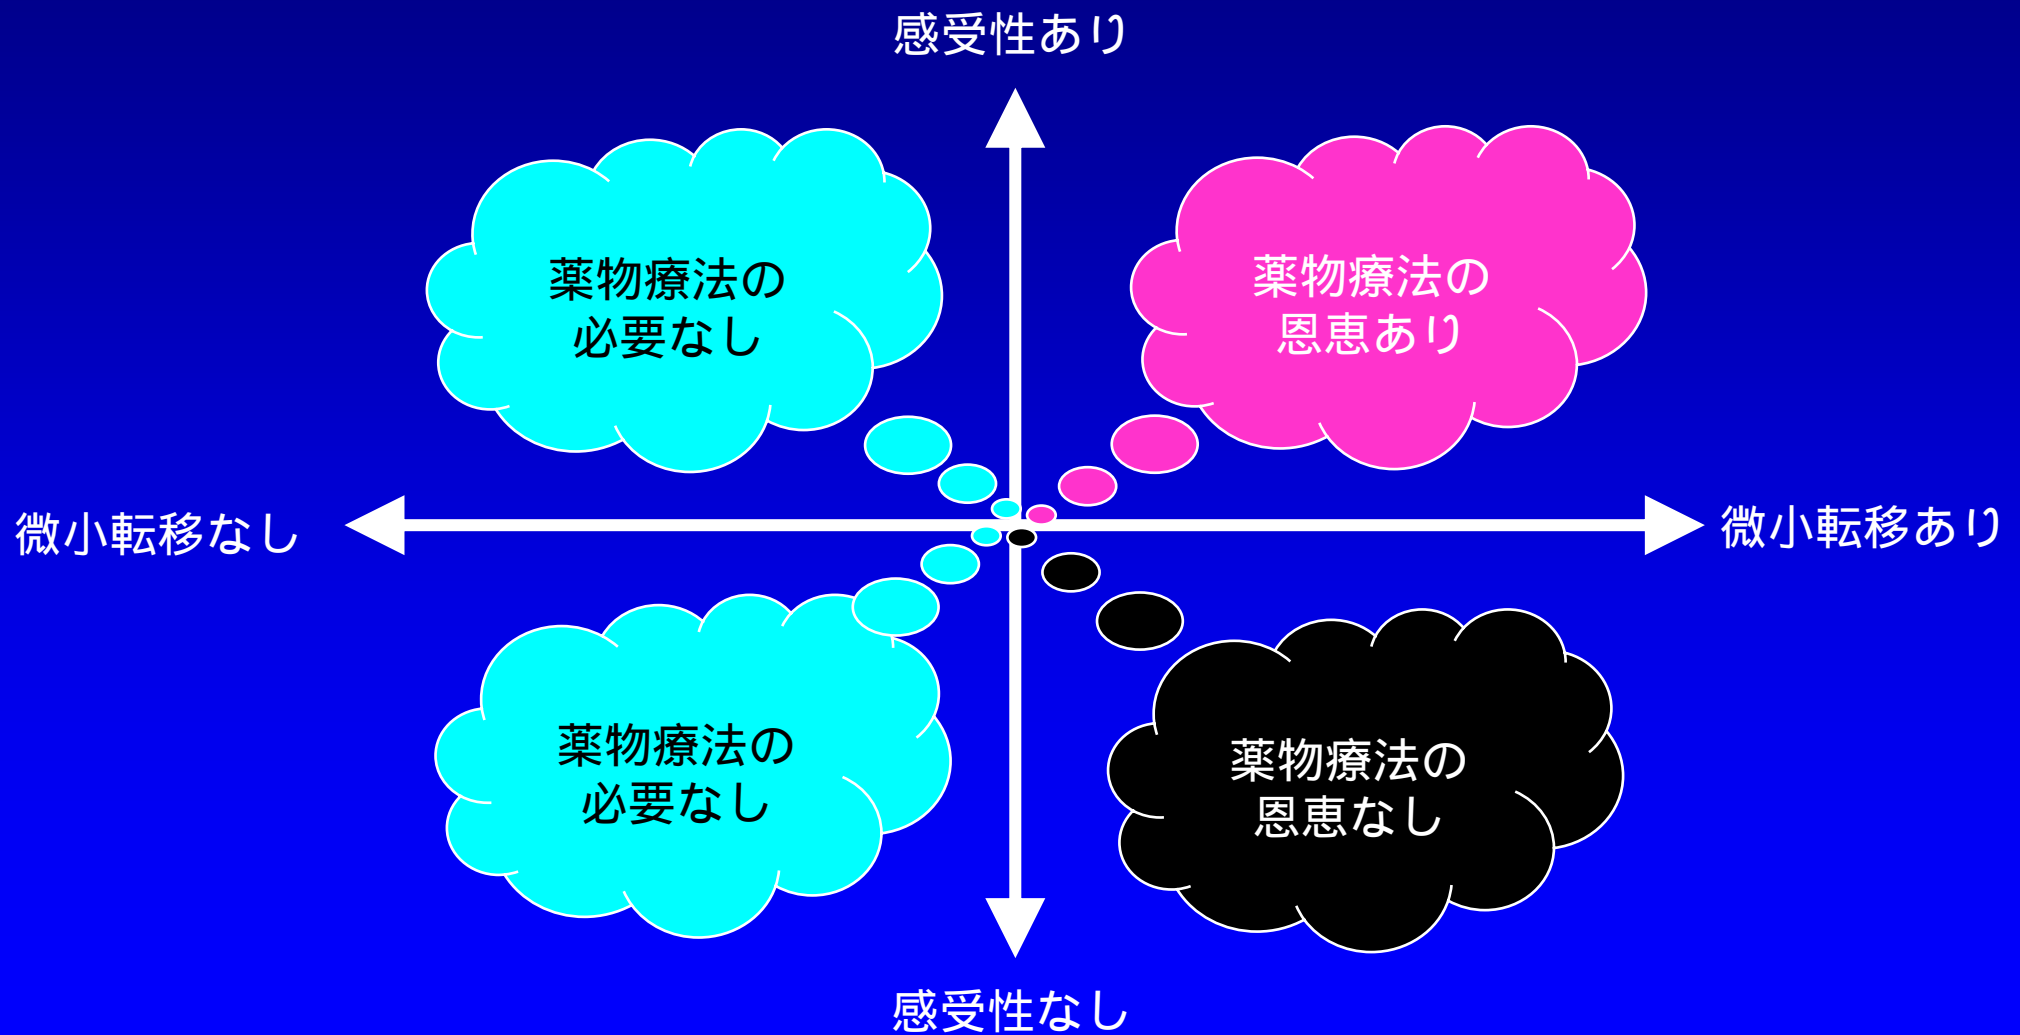 感受性あり
薬物療法の
必要なし
薬物療法の
恩恵あり
微小転移なし
微小転移あり
薬物療法の
必要なし
薬物療法の
恩恵なし
感受性なし